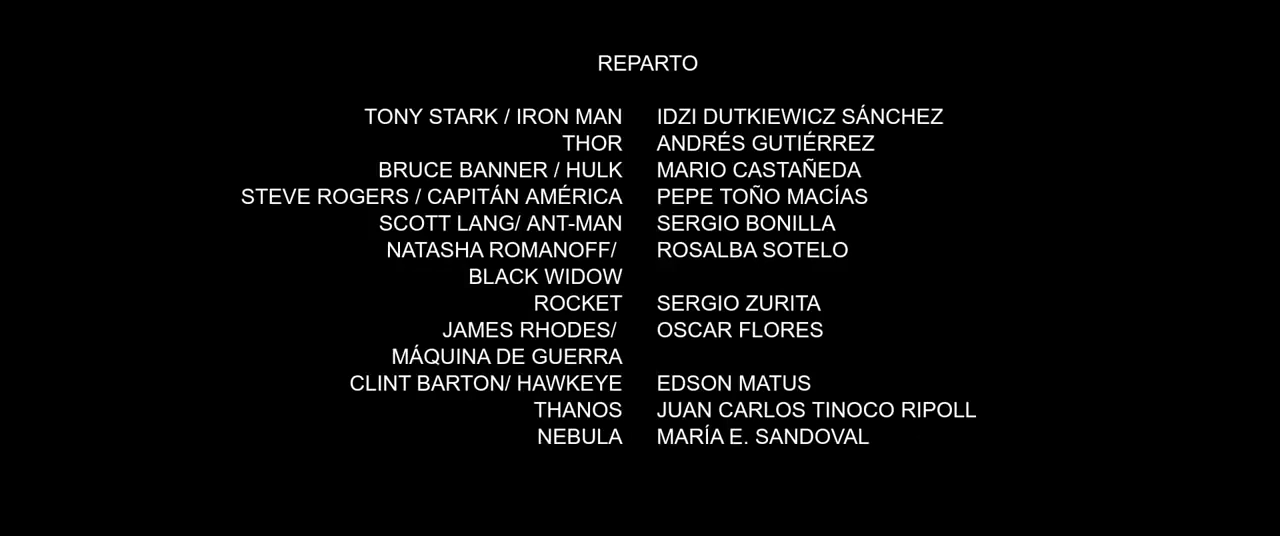 REPARTO
TONY STARK / IRON MAN IDZI DUTKIEWICZ SÁNCHEZ
THOR ANDRÉS GUTIÉRREZ
BRUCE BANNER / HULK MARIO CASTAÑEDA
STEVE ROGERS / CAPITÁN AMÉRICA PEPE TOÑO MACÍAS
SCOTT LANG/ ANT-MAN SERGIO BONILLA
NATASHA ROMANOFF/ ROSALBA SOTELO
BLACK WIDOW
ROCKET SERGIO ZURITA
JAMES RHODES/ OSCAR FLORES
MÁQUINA DE GUERRA
CLINT BARTON/ HAWKEYE EDSON MATUS
THANOS JUAN CARLOS TINOCO RIPOLL
NEBULA MARÍA E. SANDOVAL